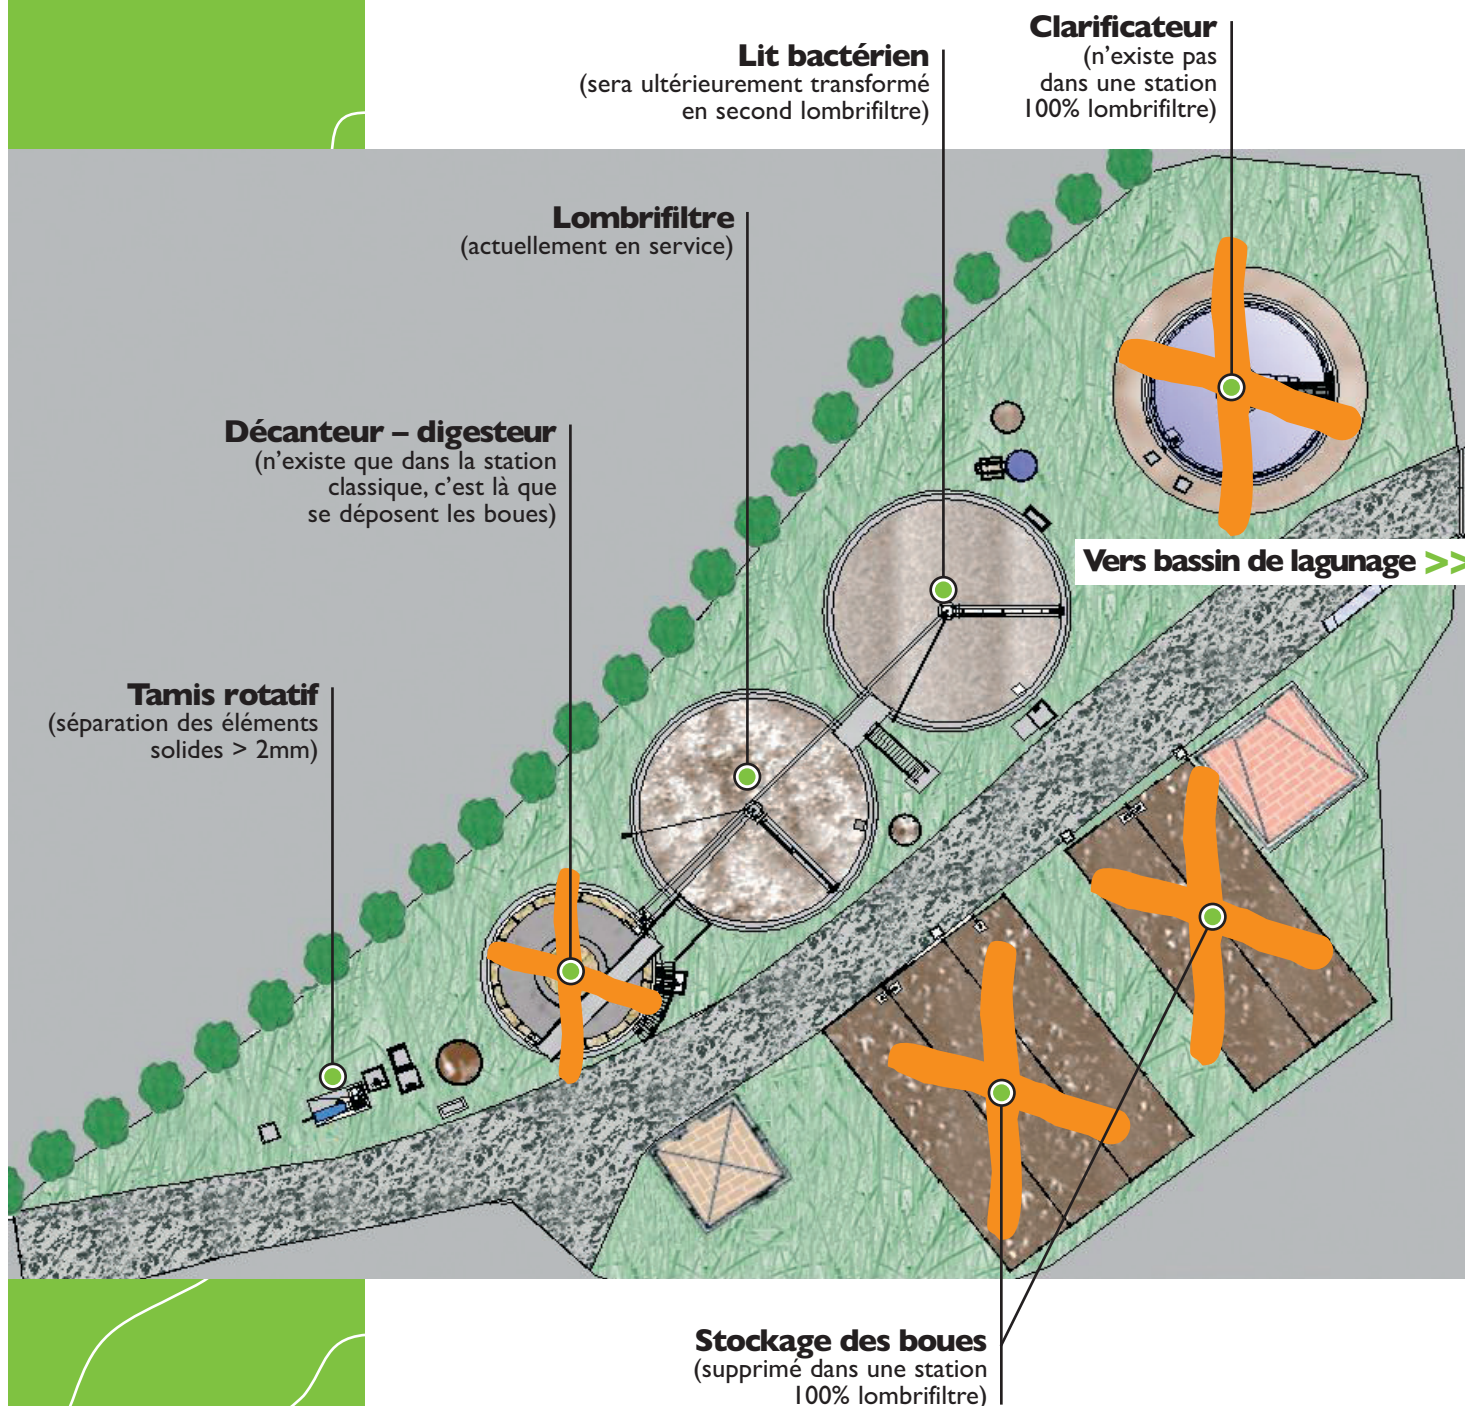 Clarificateur
(n'existe pas
dans une station
100% lombrifiltre)
Lit bactérien
(sera ultérieurement transformé
en second lombrifiltre)
Lombrifiltre
(actuellement en service)
Décanteur – digesteur
(n'existe que dans la station
classique, c'est là que
se déposent les boues)
Vers bassin de lagunage >>
Tamis rotatif
(séparation des éléments
solides > 2mm)
Stockage des boues
(supprimé dans une station
100% lombrifiltre)